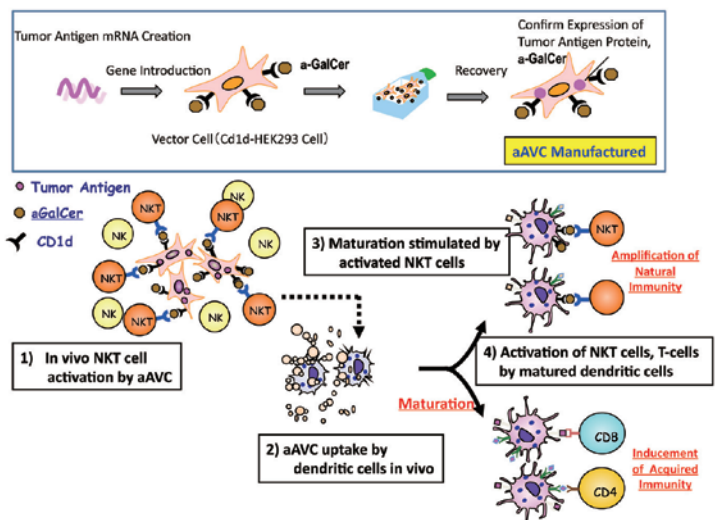 Tumor Antigen mRNA Creation
Gene Introduction
a-GalCer
Recovery
Confirm Expression of
Tumor Antigen Protein,
a-GalCer
Vector Cell (Cd1d-HEK293 Cell)
aAVC Manufactured
Tumor Antigen
aGalCer
CD1d
NKT
NKT
NK
NK
NK
NKT
NKT
NKT
NKT
NK
NK
1) In vivo NKT cell
activation by aAVC
2) aAVC uptake by
dendritic cells in vivo
3) Maturation stimulated by
activated NKT cells
Maturation
NKT
Amplification of
Natural
Immunity
4) Activation of NKT cells, T-cells
by matured dendritic cells
CD8
Inducement
of Acquired
Immunity
CD4